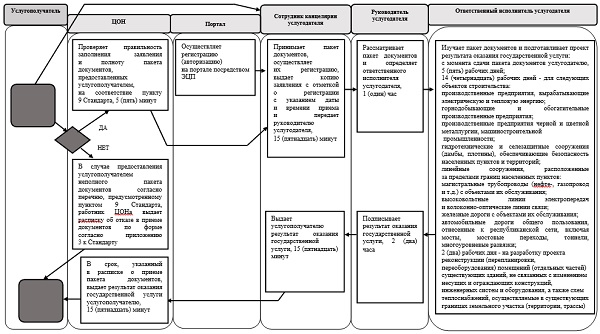 Услугополучатель
ЦОН
Портал
Сотрудник канцелярии
услугодателя
Руководитель
услугодателя
Ответственный исполнитель услугодателя
Проверяет правильность
заполнения заявления
и полноту пакета
документов,
предоставленных
услугополучателем,
на соответствие пункту
9 Стандарта, 5 (пять) минут
ДА
НЕТ
В случае предоставления
услугополучателем
неполного пакета
документов согласно
перечню, предусмотренному
пунктом 9 Стандарта,
работник ЦОНа выдает
расписку об отказе в приеме
документов по форме
согласно приложению
3 к Стандарту
В срок, указанный
в расписке о приеме
пакета документов,
выдает результат оказания
государственной услуги
услугополучателю,
15 (пятнадцать) минут
Осуществляет
регистрацию
(авторизацию)
на портале посредством
ЭЦП
Принимает пакет
документов,
осуществляет
их регистрацию,
выдает копию
заявления с отметкой
о регистрации
с указанием даты
и времени приема
и передает
руководителю
услугодателя,
15 (пятнадцать) минут
Выдает
услугополучателю
результат оказания
государственной
услуги, 15 (пятнадцать)
минут
Рассматривает
пакет документов
и определяет
ответственного
исполнителя
услугодателя,
1 (один) час
Подписывает
результат оказания
государственной
услуги, 2 (два)
часа
Изучает пакет документов и подготавливает проект
результата оказания государственной услуги:
с момента сдачи пакета документов услугодателю,
5 (пять) рабочих дней;
14 (четырнадцать) рабочих дней - для следующих
объектов строительства:
производственные предприятия, вырабатывающие
электрическую и тепловую энергию;
горнодобывающие и обогатительные
производственные предприятия;
производственные предприятия черной и цветной
металлургии, машиностроительной
промышленности;
гидротехнические и селезащитные сооружения
(дамбы, плотины), обеспечивающие безопасность
населенных пунктов и территорий;
линейные сооружения, расположенные
за пределами границ населенных пунктов:
магистральные трубопроводы (нефте-, газопровод
и т.д.) с объектами их обслуживания;
высоковольтные линии электропередач
и волоконно-оптические линии связи;
железные дороги с объектами их обслуживания;
автомобильные дороги общего пользования,
отнесенные к республиканской сети, включая
мосты, мостовые переходы, тоннели,
многоуровневые развязки;
2 (два) рабочих дня - на разработку проекта
реконструкции (перепланировки,
переоборудования) помещений (отдельных частей)
существующих зданий, не связанных с изменением
несущих и ограждающих конструкций,
инженерных систем и оборудования, а также схем
теплоснабжений, осуществляемые в существующих
границах земельного участка (территории, трассы)